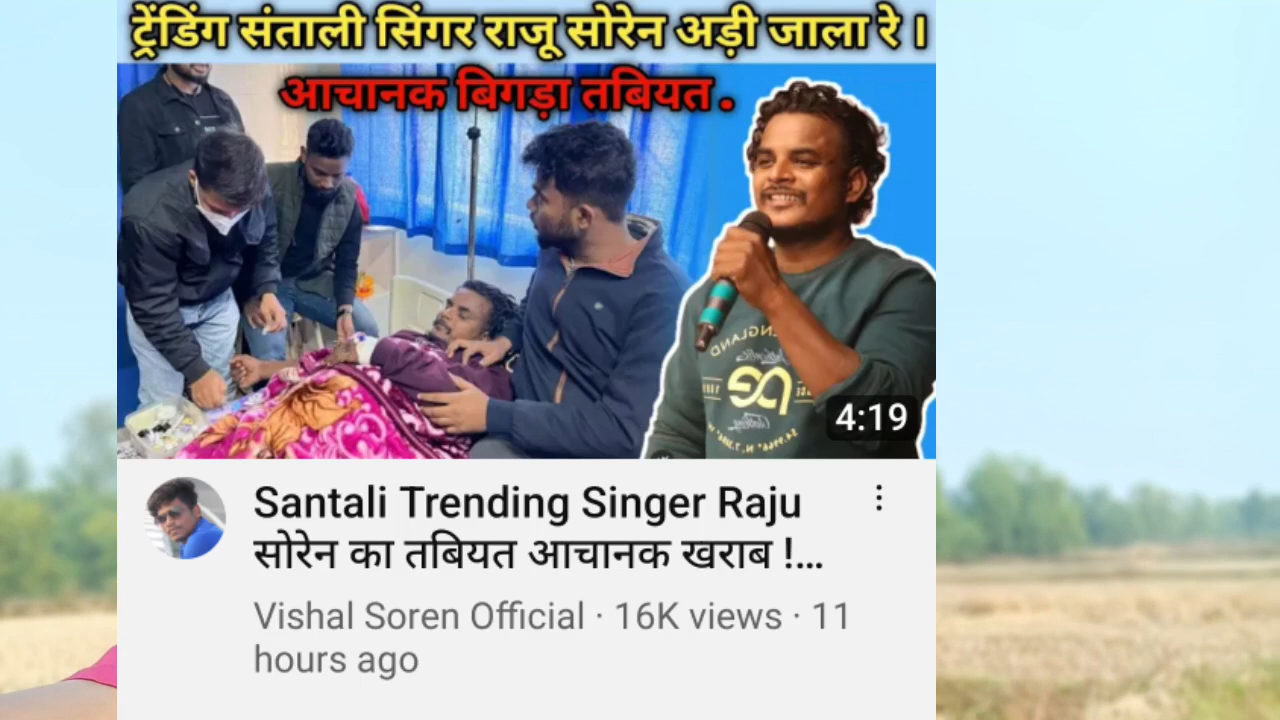 ट्रेंडिंग संताली सिंगर राजू सोरेन अड़ी जाला रे ।
आचानक बिगड़ा तबियत .
ENGLAND
4:19
Santali Trending Singer Raju
सोरेन का तबियत आचानक खराब !...
Vishal Soren Official · 16K views · 11
hours ago